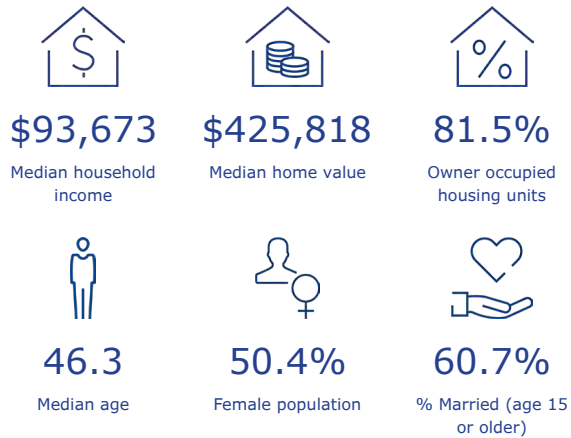 $
%
$93,673
$425,818
81.5%
Median household
income
Median home value
Owner occupied
housing units
46.3
50.4%
60.7%
Median age
Female population
% Married (age 15
or older)